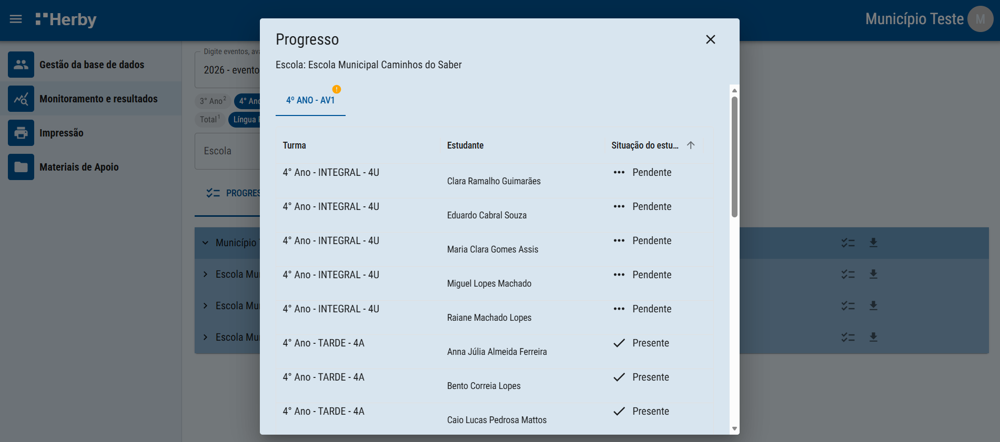 Herby
Município Teste
M
Gestão da base de dados
Monitoramento e resultados
Impressão
Materiais de Apoio
Digite eventos, ava
2026 - evento
3° Ano 2
4° Ano
Total 1
Língua
Escola
PROGRES
Município
Escola Mu
Escola Mu
Escola Mu
Progresso
Escola: Escola Municipal Caminhos do Saber
4º ANO - AV1
Turma Estudante Situação do estu...
4° Ano - INTEGRAL - 4U Clara Ramalho Guimarães Pendente
4° Ano - INTEGRAL - 4U Eduardo Cabral Souza Pendente
4° Ano - INTEGRAL - 4U Maria Clara Gomes Assis Pendente
4° Ano - INTEGRAL - 4U Miguel Lopes Machado Pendente
4° Ano - INTEGRAL - 4U Raiane Machado Lopes Pendente
4° Ano - TARDE - 4A Anna Júlia Almeida Ferreira Presente
4° Ano - TARDE - 4A Bento Correia Lopes Presente
4° Ano - TARDE - 4A Caio Lucas Pedrosa Mattos Presente